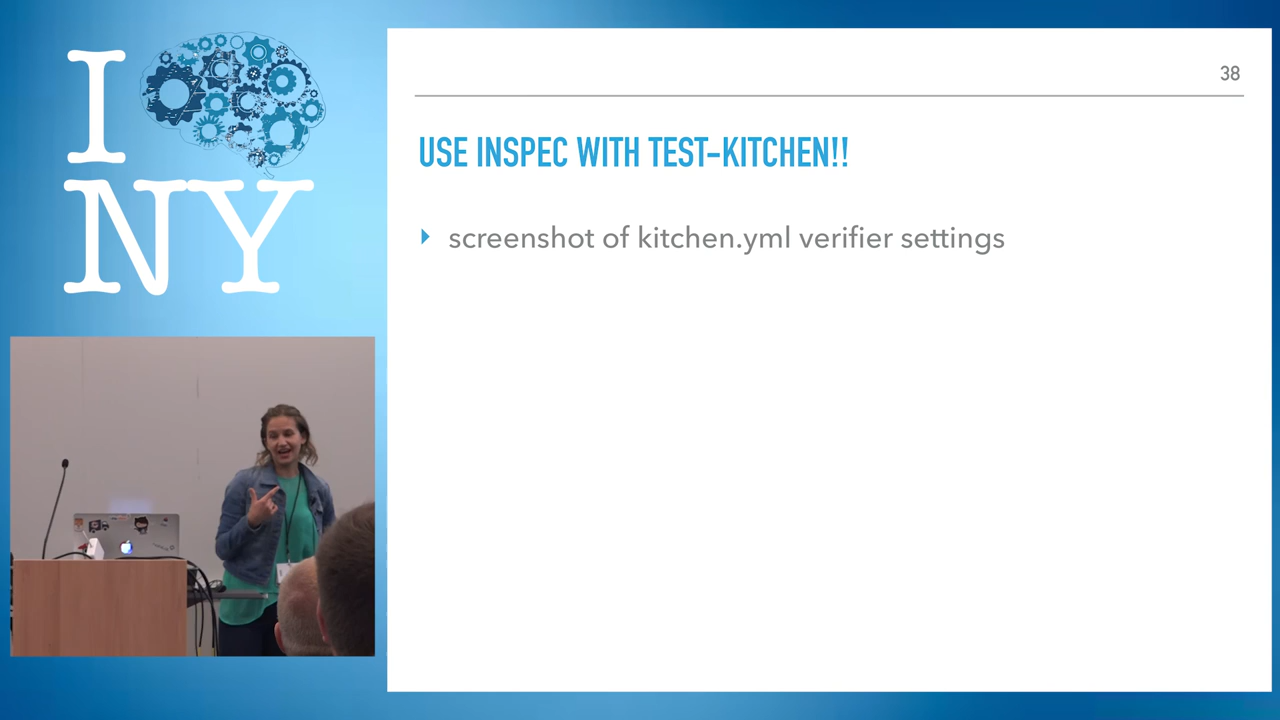 I
NY
38
USE INSPEC WITH TEST-KITCHEN!!
screenshot of kitchen.yml verifier settings